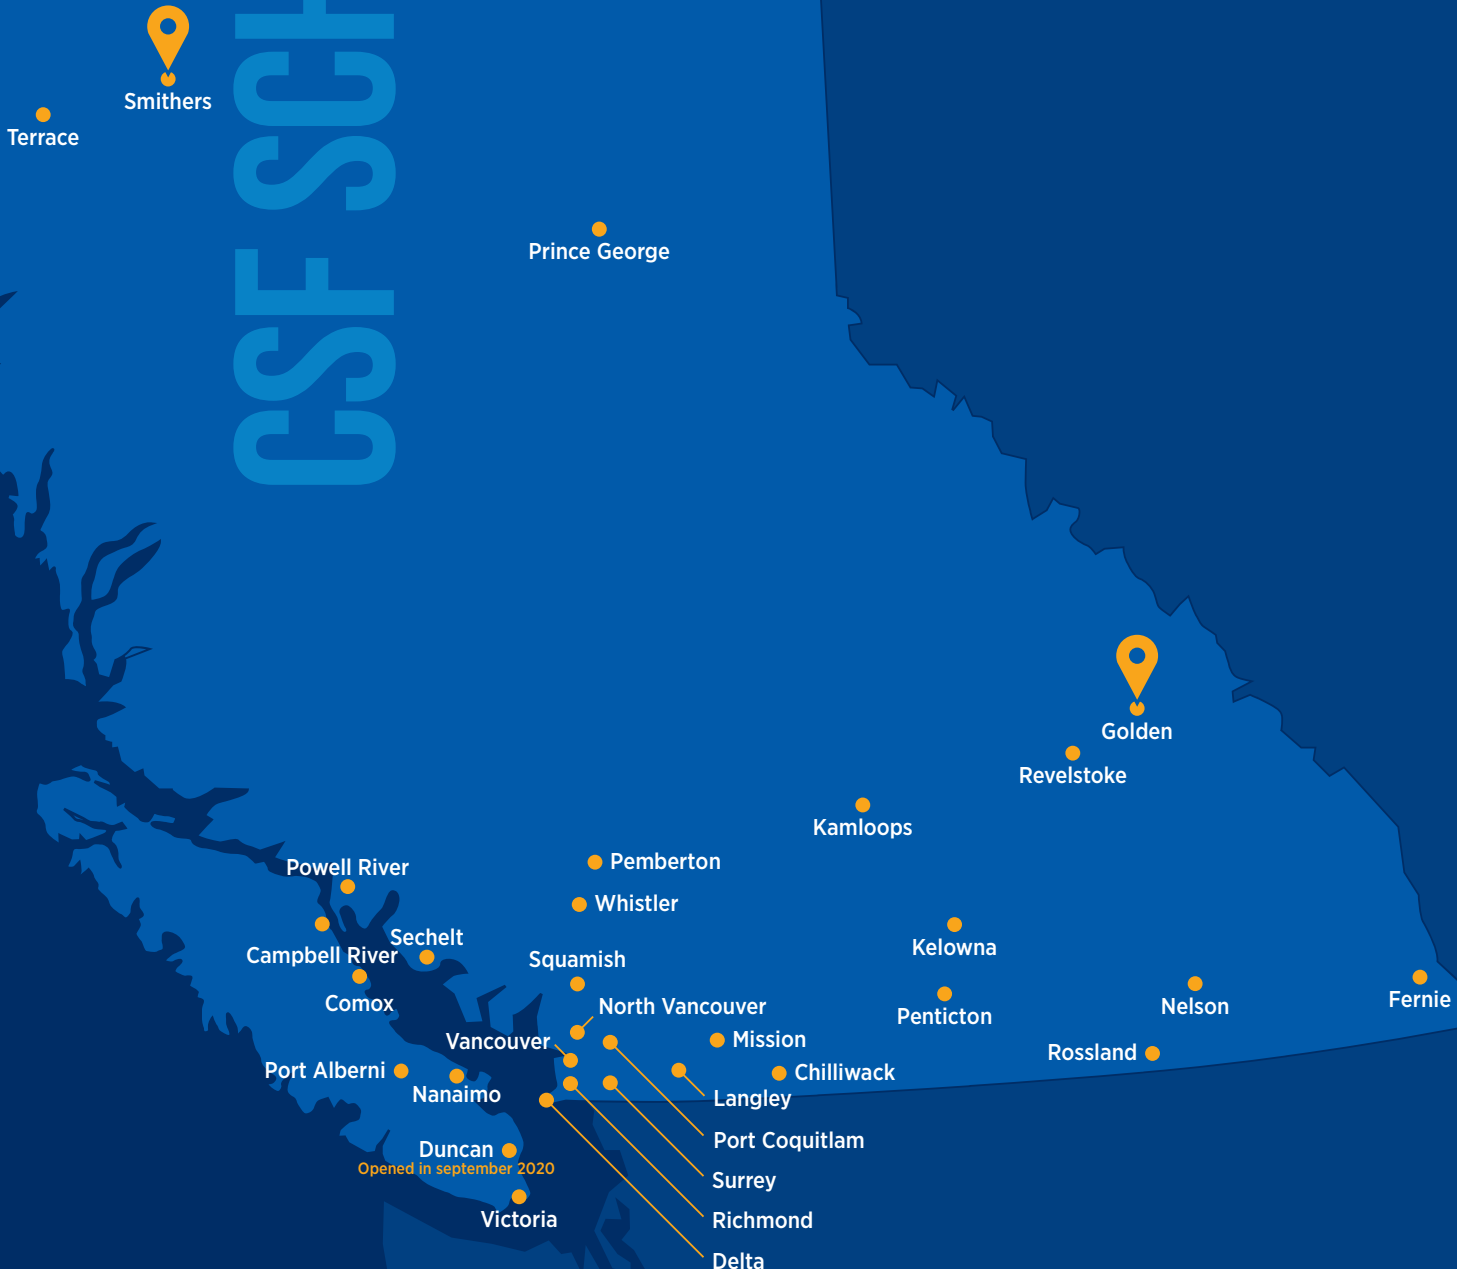 CSF SCH
Smithers
Terrace
Prince George
Golden
Revelstoke
Kamloops
Powell River
Pemberton
Whistler
Campbell River
Sechelt
Kelowna
Squamish
Comox
North Vancouver
Penticton
Nelson
Fernie
Vancouver
Mission
Rossland
Port Alberni
Chilliwack
Nanaimo
Langley
Port Coquitlam
Duncan
Opened in september 2020
Surrey
Victoria
Richmond
Delta